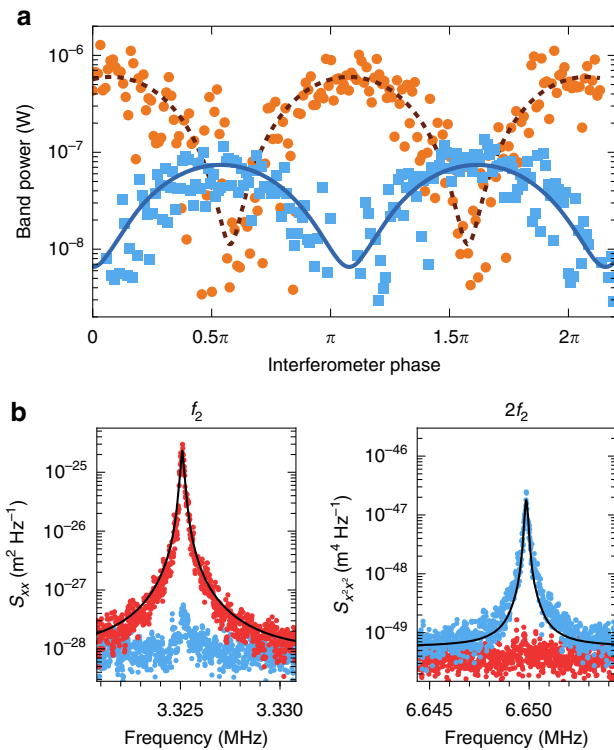 a
10⁻⁶
10⁻⁷
10⁻⁸
Band power (W)
0 0.5π π 1.5π 2π
Interferometer phase
b
f₂
10⁻²⁵
10⁻²⁶
10⁻²⁷
10⁻²⁸
Sₓₓ (m² Hz⁻¹)
3.325 3.330
Frequency (MHz)
2f₂
10⁻⁴⁶
10⁻⁴⁷
10⁻⁴⁸
10⁻⁴⁹
Sₓ²ₓ² (m⁴ Hz⁻¹)
6.645 6.650
Frequency (MHz)